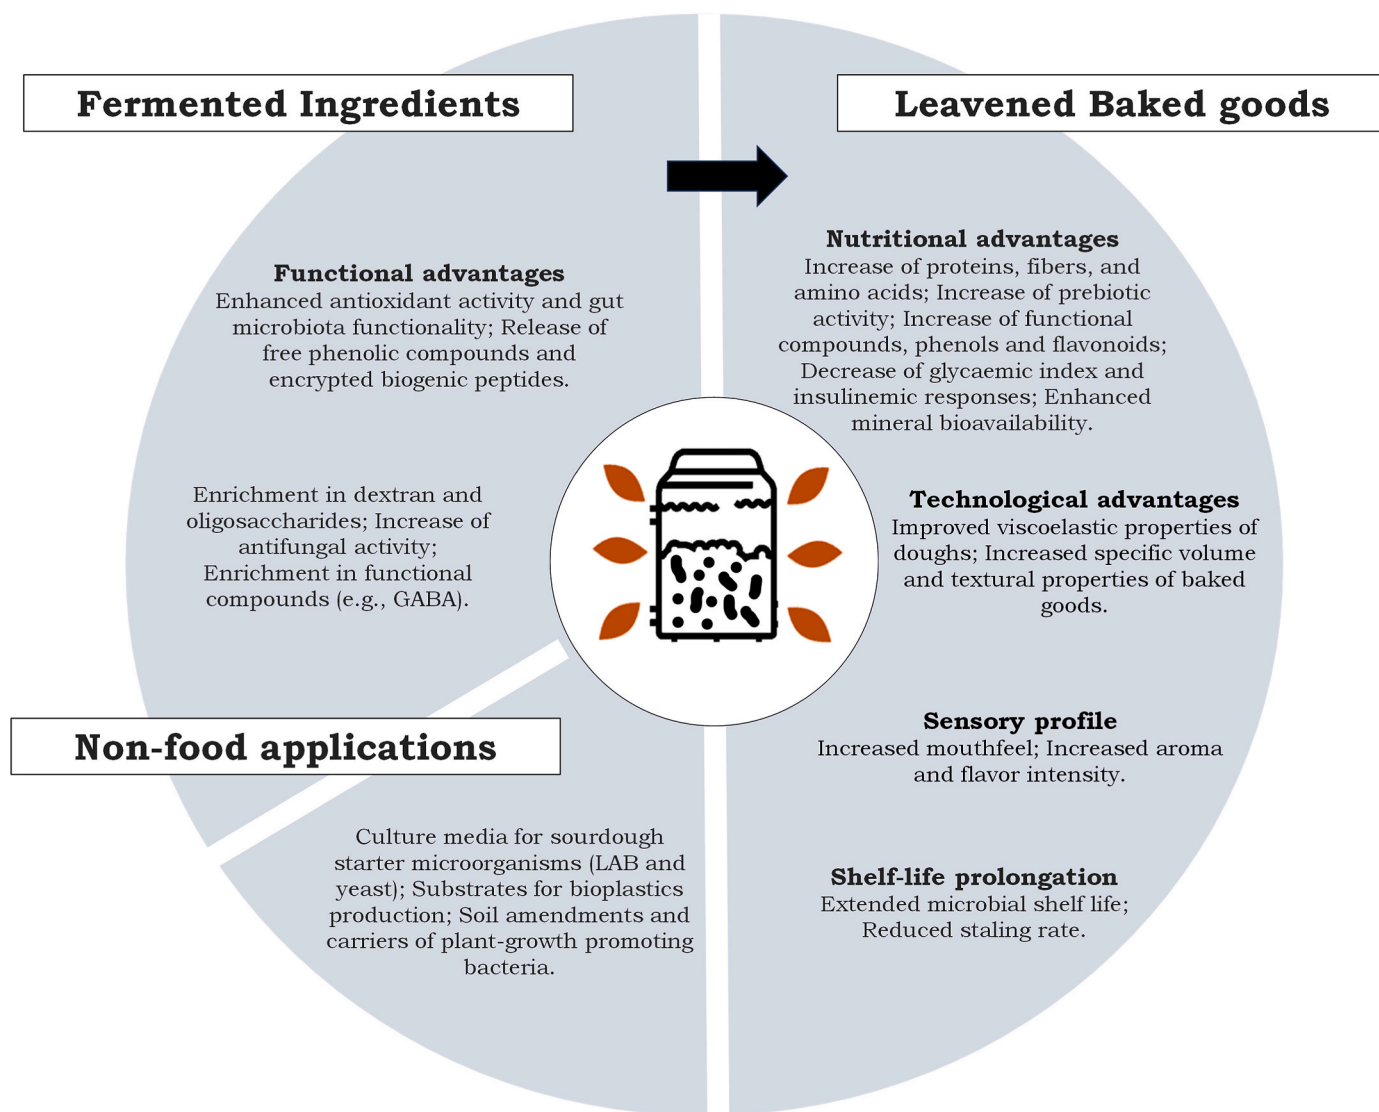 Fermented Ingredients
Functional advantages
Enhanced antioxidant activity and gut
microbiota functionality; Release of
free phenolic compounds and
encrypted biogenic peptides.
Enrichment in dextran and
oligosaccharides; Increase of
antifungal activity;
Enrichment in functional
compounds (e.g., GABA).
Non-food applications
Culture media for sourdough
starter microorganisms (LAB and
yeast); Substrates for bioplastics
production; Soil amendments and
carriers of plant-growth promoting
bacteria.
Leavened Baked goods
Nutritional advantages
Increase of proteins, fibers, and
amino acids; Increase of prebiotic
activity; Increase of functional
compounds, phenols and flavonoids;
Decrease of glycaemic index and
insulinemic responses; Enhanced
mineral bioavailability.
Technological advantages
Improved viscoelastic properties of
doughs; Increased specific volume
and textural properties of baked
goods.
Sensory profile
Increased mouthfeel; Increased aroma
and flavor intensity.
Shelf-life prolongation
Extended microbial shelf life;
Reduced staling rate.